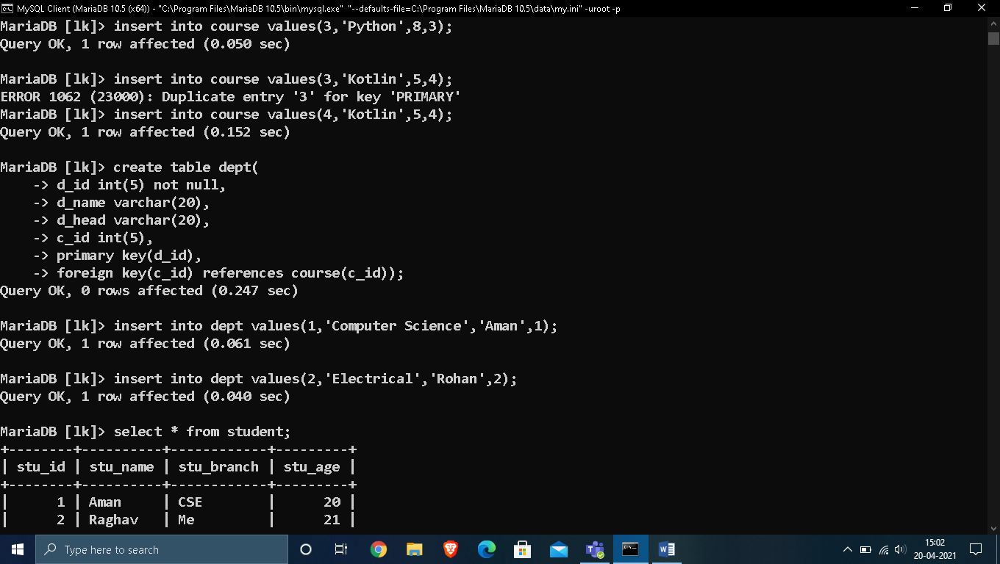 MySQL Client (MariaDB 10.5 (x64)) - "C:\Program Files\MariaDB 10.5\bin\mysql.exe" "--defaults-file=C:\Program Files\MariaDB 10.5\data\my.ini" -uroot -p
MariaDB [lk]> insert into course values(3,'Python',8,3);
Query OK, 1 row affected (0.050 sec)
MariaDB [lk]> insert into course values(3,'Kotlin',5,4);
ERROR 1062 (23000): Duplicate entry '3' for key 'PRIMARY'
MariaDB [lk]> insert into course values(4,'Kotlin',5,4);
Query OK, 1 row affected (0.152 sec)
MariaDB [lk]> create table dept(
    -> d_id int(5) not null,
    -> d_name varchar(20),
    -> d_head varchar(20),
    -> c_id int(5),
    -> primary key(d_id),
    -> foreign key(c_id) references course(c_id));
Query OK, 0 rows affected (0.247 sec)
MariaDB [lk]> insert into dept values(1,'Computer Science','Aman',1);
Query OK, 1 row affected (0.061 sec)
MariaDB [lk]> insert into dept values(2,'Electrical','Rohan',2);
Query OK, 1 row affected (0.040 sec)
MariaDB [lk]> select * from student;
+--------+----------+------------+---------+
| stu_id | stu_name | stu_branch | stu_age |
+--------+----------+------------+---------+
|      1 | Aman     | CSE        |      20 |
|      2 | Raghav   | Me         |      21 |
Type here to search
15:02
20-04-2021